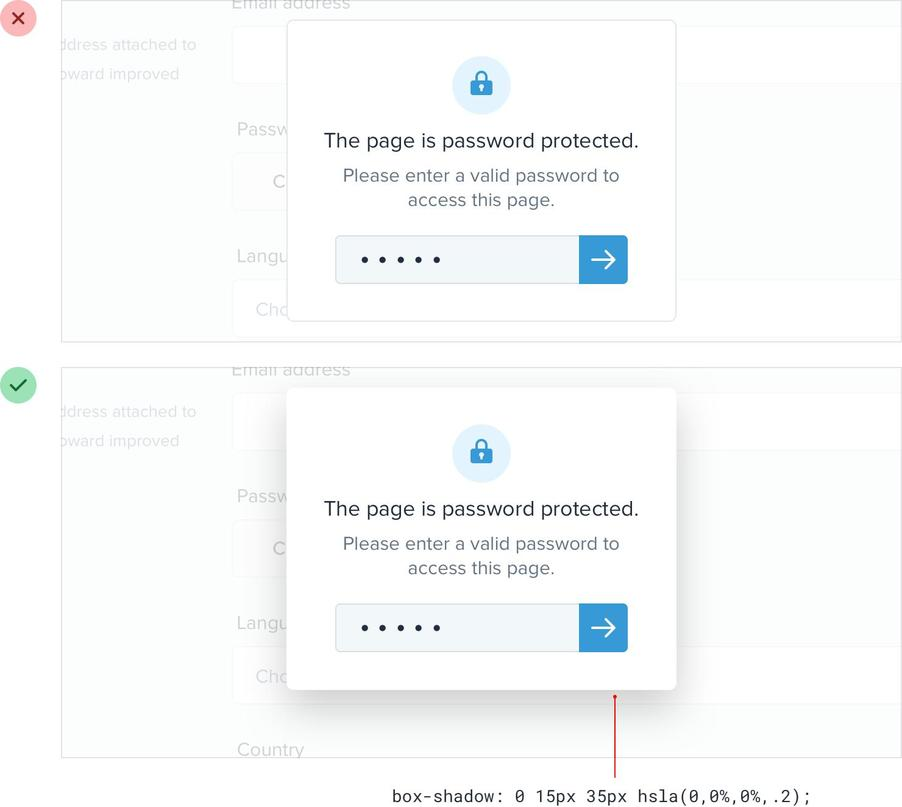 Email address
ddress attached to
oward improved
Passw
C
Langu
Cho
The page is password protected.
Please enter a valid password to
access this page.
Email address
ddress attached to
oward improved
Passw
C
Langu
Cho
Country
The page is password protected.
Please enter a valid password to
access this page.
box-shadow: 0 15px 35px hsla(0,0%,0%,.2);